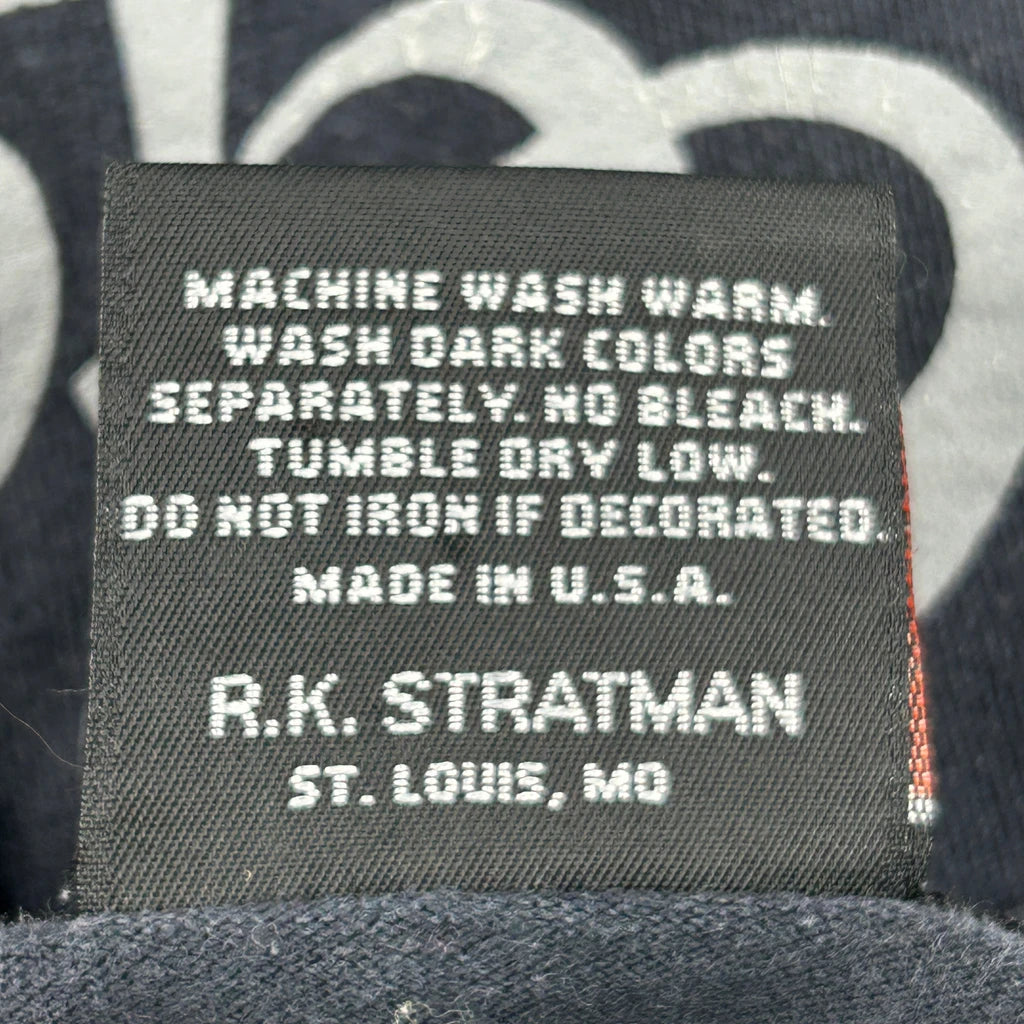 MACHINE WASH WARM.
WASH DARK COLORS
SEPARATELY. NO BLEACH.
TUMBLE DRY LOW.
DO NOT IRON IF DECORATED.
MADE IN U.S.A.
R.K. STRATMAN
ST. LOUIS, MO